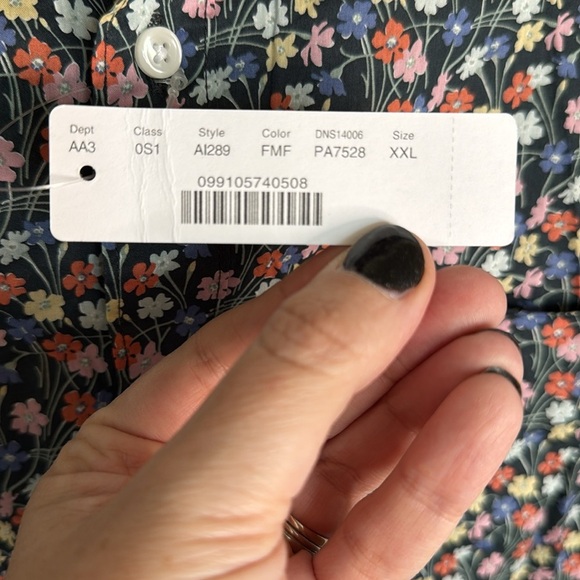 Dept Class Style Color DNS14006 Size
AA3 0S1 AI289 FMF PA7528 XXL
099105740508